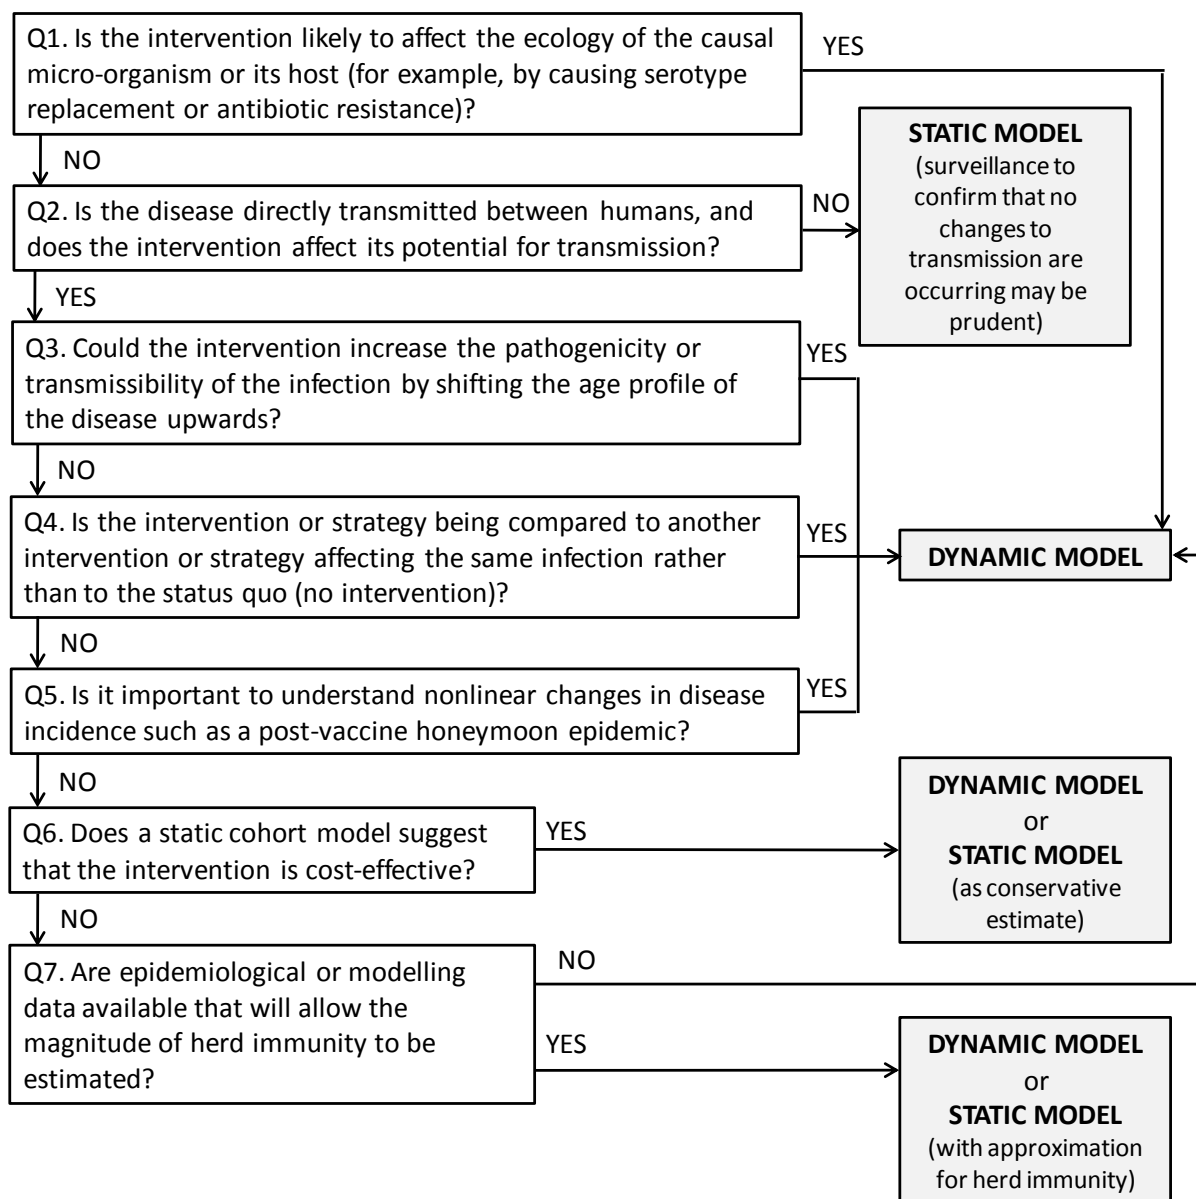 Q1. Is the intervention likely to affect the ecology of the causal
micro-organism or its host (for example, by causing serotype
replacement or antibiotic resistance)?
YES
NO
STATIC MODEL
(surveillance to
confirm that no
changes to
transmission are
occurring may be
prudent)
Q2. Is the disease directly transmitted between humans, and
does the intervention affect its potential for transmission?
NO
YES
Q3. Could the intervention increase the pathogenicity or
transmissibility of the infection by shifting the age profile of
the disease upwards?
YES
NO
Q4. Is the intervention or strategy being compared to another
intervention or strategy affecting the same infection rather
than to the status quo (no intervention)?
YES
DYNAMIC MODEL
NO
Q5. Is it important to understand nonlinear changes in disease
incidence such as a post-vaccine honeymoon epidemic?
YES
NO
Q6. Does a static cohort model suggest
that the intervention is cost-effective?
YES
DYNAMIC MODEL
or
STATIC MODEL
(as conservative
estimate)
NO
Q7. Are epidemiological or modelling
data available that will allow the
magnitude of herd immunity to be
estimated?
NO
YES
DYNAMIC MODEL
or
STATIC MODEL
(with approximation
for herd immunity)